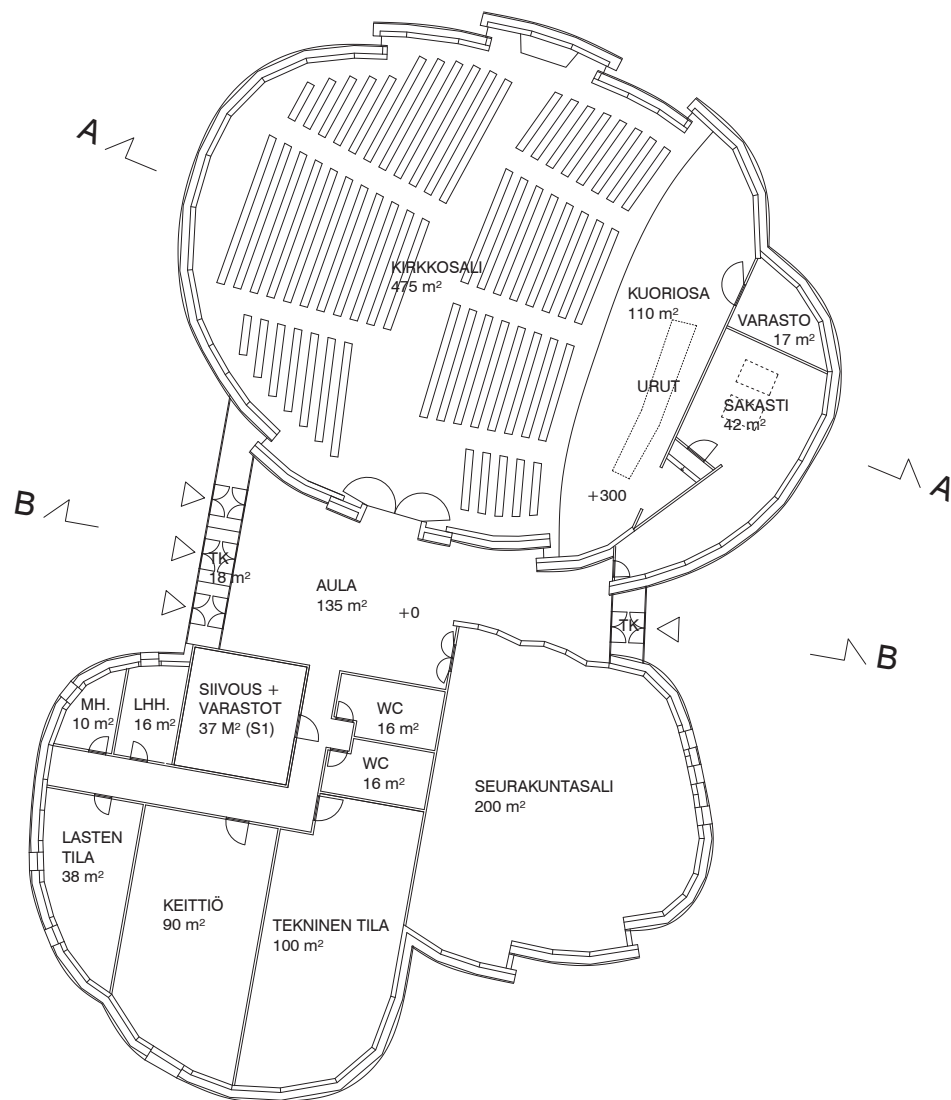 A
KIRKKOSALI
475 m²
KUORIOSA
110 m²
VARASTO
17 m²
URUT
SAKASTI
42 m²
A
B
+300
TK
18 m²
AULA
135 m²
+0
TK
B
MH.
10 m²
LHH.
16 m²
SIIVOUS +
VARASTOT
37 M² (S1)
WC
16 m²
WC
16 m²
SEURAKUNTASALI
200 m²
LASTEN
TILA
38 m²
KEITTIÖ
90 m²
TEKNINEN TILA
100 m²